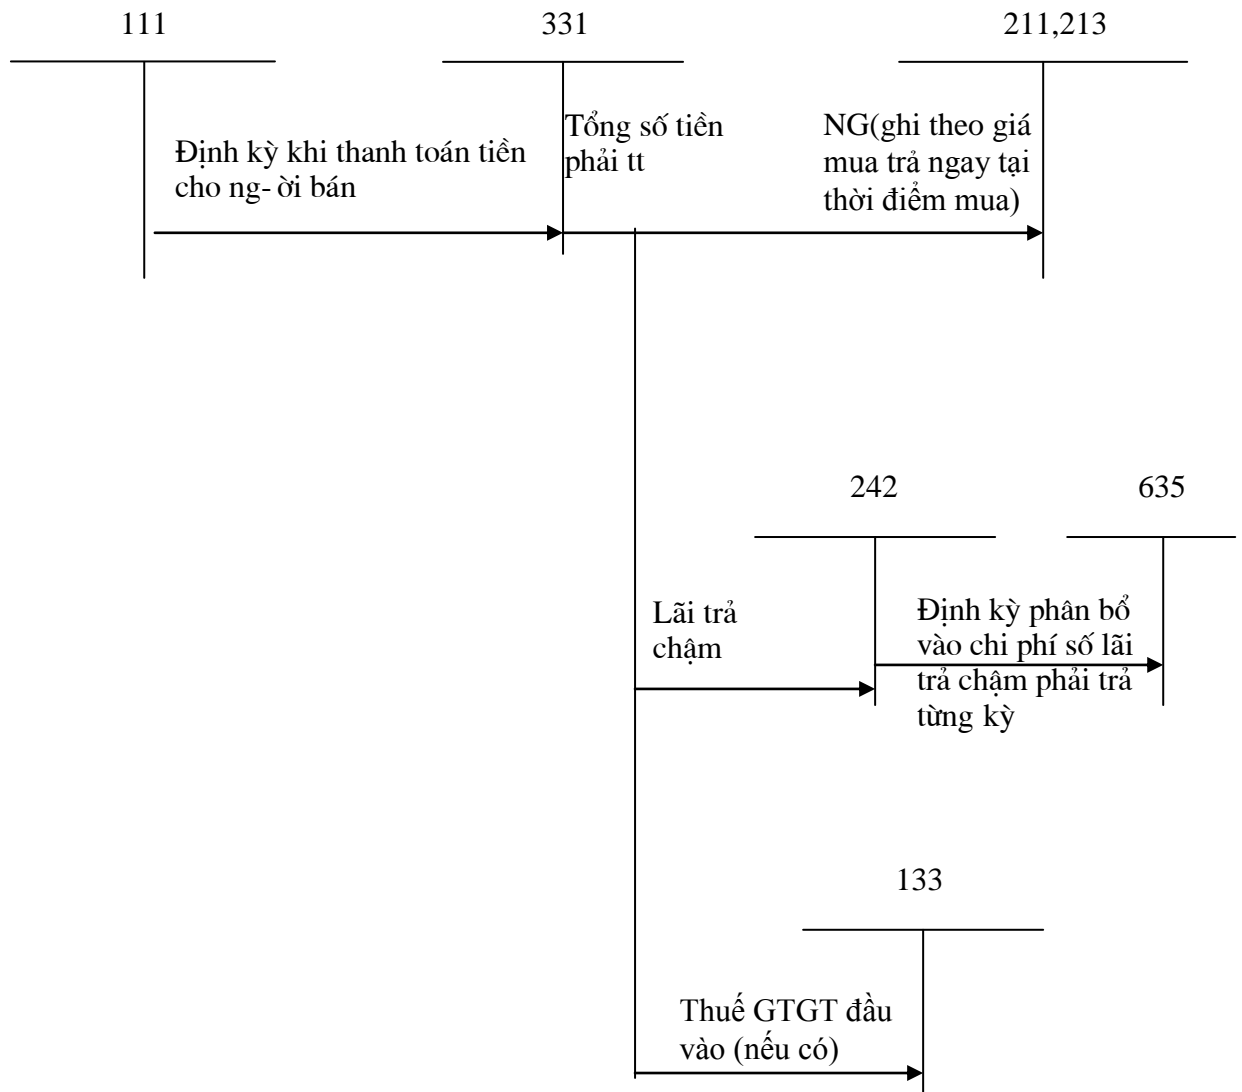 111
331
211,213
Định kỳ khi thanh toán tiền
cho ng- ời bán
Tổng số tiền
phải tt
NG(ghi theo giá
mua trả ngay tại
thời điểm mua)
242
635
Lãi trả
chậm
Định kỳ phân bổ
vào chi phí số lãi
trả chậm phải trả
từng kỳ
133
Thuế GTGT đầu
vào (nếu có)